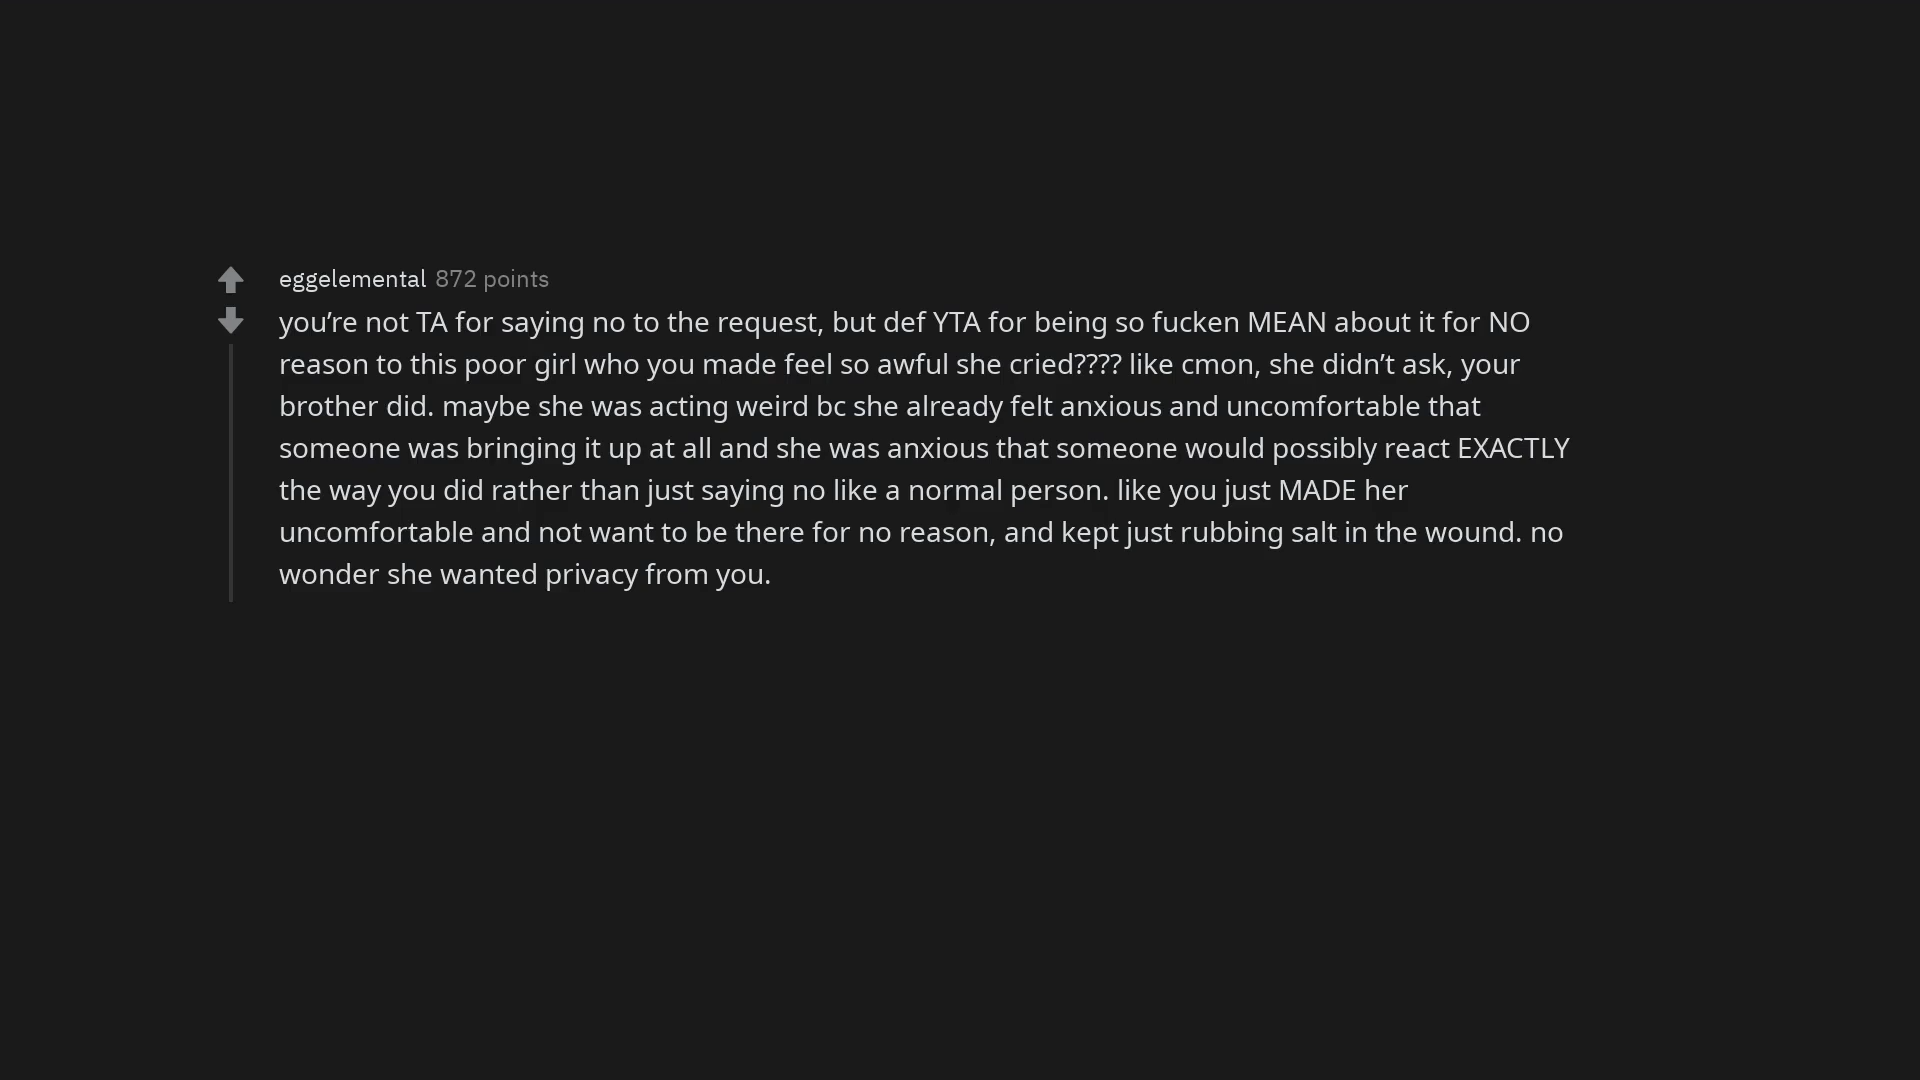 eggelemental 872 points
you’re not TA for saying no to the request, but def YTA for being so fucken MEAN about it for NO
reason to this poor girl who you made feel so awful she cried???? like cmon, she didn’t ask, your
brother did. maybe she was acting weird bc she already felt anxious and uncomfortable that
someone was bringing it up at all and she was anxious that someone would possibly react EXACTLY
the way you did rather than just saying no like a normal person. like you just MADE her
uncomfortable and not want to be there for no reason, and kept just rubbing salt in the wound. no
wonder she wanted privacy from you.